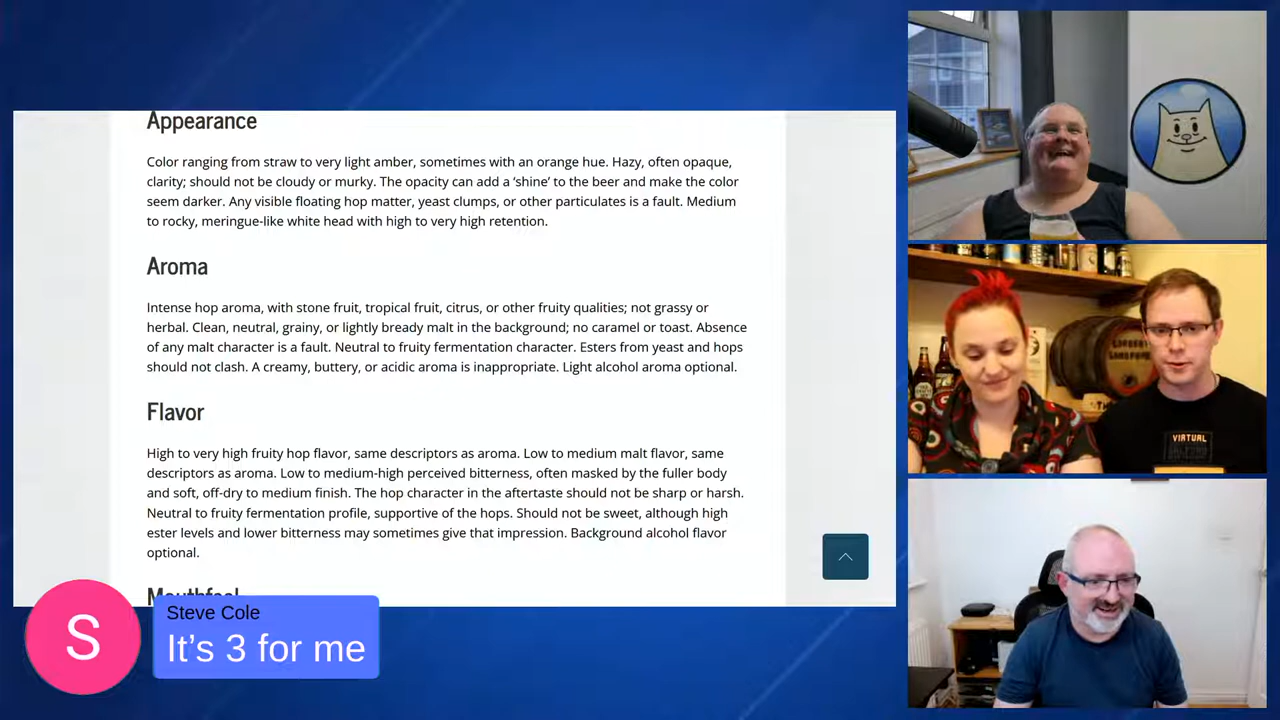 Appearance
Color ranging from straw to very light amber, sometimes with an orange hue. Hazy, often opaque,
clarity; should not be cloudy or murky. The opacity can add a ‘shine’ to the beer and make the color
seem darker. Any visible floating hop matter, yeast clumps, or other particulates is a fault. Medium
to rocky, meringue-like white head with high to very high retention.
Aroma
Intense hop aroma, with stone fruit, tropical fruit, citrus, or other fruity qualities; not grassy or
herbal. Clean, neutral, grainy, or lightly bready malt in the background; no caramel or toast. Absence
of any malt character is a fault. Neutral to fruity fermentation character. Esters from yeast and hops
should not clash. A creamy, buttery, or acidic aroma is inappropriate. Light alcohol aroma optional.
Flavor
High to very high fruity hop flavor, same descriptors as aroma. Low to medium malt flavor, same
descriptors as aroma. Low to medium-high perceived bitterness, often masked by the fuller body
and soft, off-dry to medium finish. The hop character in the aftertaste should not be sharp or harsh.
Neutral to fruity fermentation profile, supportive of the hops. Should not be sweet, although high
ester levels and lower bitterness may sometimes give that impression. Background alcohol flavor
optional.
Mouthfeel
S
Steve Cole
It’s 3 for me
VIRTUAL